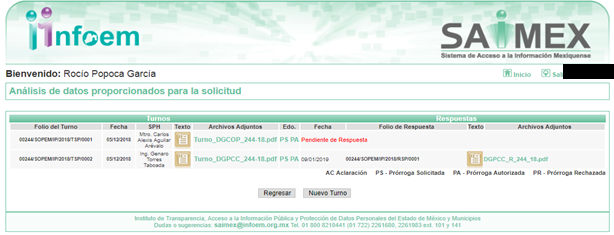 infoem
SAIMEX
Sistema de Acceso a la Información Mexiquense
Bienvenido: Rocío Popoca García
Inicio
Análisis de datos proporcionados para la solicitud
Turnos Respuestas
Folio del Turno Fecha SPH Texto Archivos Adjuntos Edo. Fecha Folio de Respuesta Texto Archivos Adjuntos
00244/SOPEM/IP/2018/TSP/0001 03/12/2018 Mtro. Carlos Alexis Aguilar Arévalo Turno_DGCOP_244-18.pdf PS PA Pendiente de Respuesta
00244/SOPEM/IP/2018/TSP/0002 03/12/2018 Ing. Genaro Torres Taboada Turno_DGPCC_244-18.pdf PS PA 09/01/2019 00244/SOPEM/IP/2018/RSP/0001 DGPCC_R_244_18.pdf
AC Aclaración PS - Prórroga Solicitada PA - Prórroga Autorizada PR - Prórroga Rechazada
Regresar Nuevo Turno
Instituto de Transparencia, Acceso a la Información Pública y Protección de Datos Personales del Estado de México y Municipios
Dudas o sugerencias: saimex@infoem.org.mx Tel. 01 800 8210441 (01 722) 2261980, 2261983 ext. 101 y 141